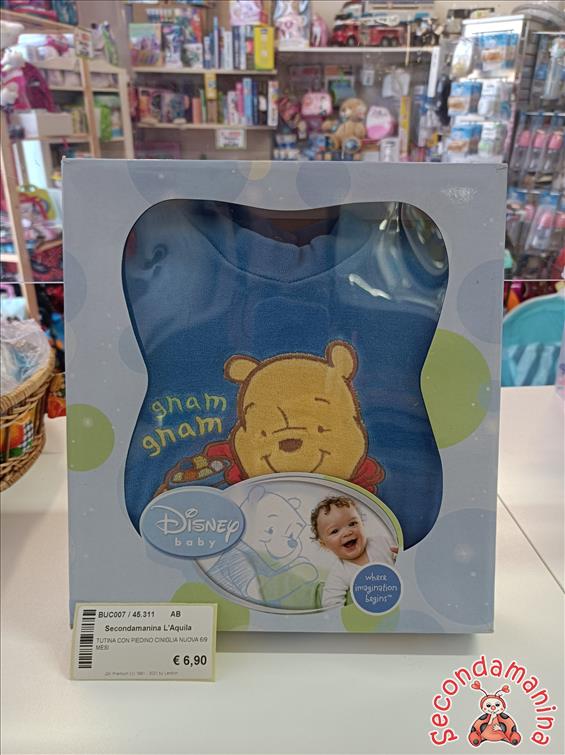 gnam
gnam
Disney
baby
where
imagination
begins™
BUC007 / 45.311 AB
Secondamanina L'Aquila
TUTINA CON PIEDINO CINIGLIA NUOVA 6/9
MESI
€ 6,90
Secondamanina